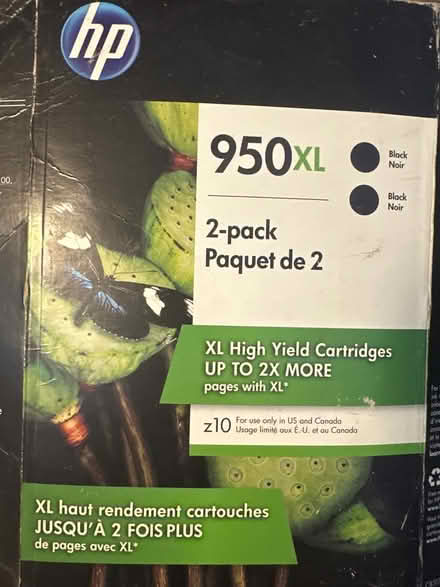 hp
950XL
Black
Noir
Black
Noir
2-pack
Paquet de 2
00.
XL High Yield Cartridges
UP TO 2X MORE
pages with XL*
z10 For use only in US and Canada
Usage limité aux É. U. et au Canada
XL haut rendement cartouches
JUSQU'À 2 FOIS PLUS
de pages avec XL*